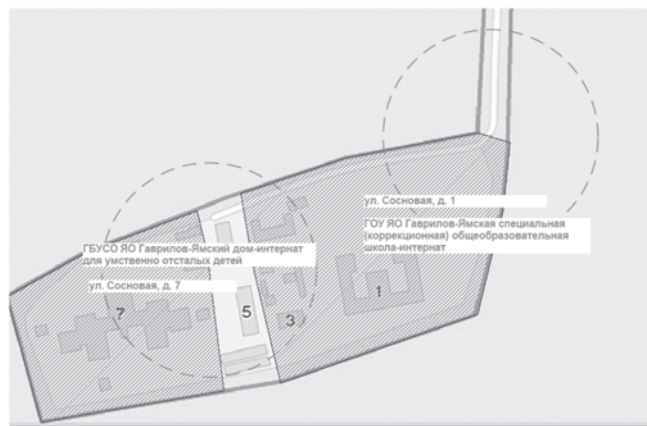 ул. Сосновая, д. 1
ГОУ ЯО Гаврилов-Ямская специальная
(коррекционная) общеобразовательная
школа-интернат
ГБУСО ЯО Гаврилов-Ямский дом-интернат
для умственно отсталых детей
ул. Сосновая, д. 7
7
5
3
1